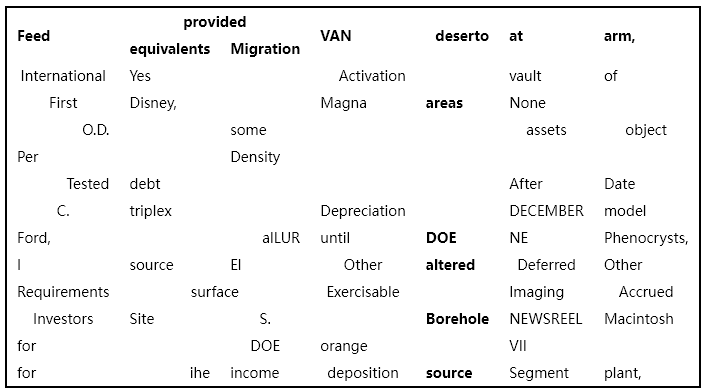 provided
Feed equivalents Migration VAN deserto at arm,
International Yes Activation vault of
First Disney, Magna areas None
O.D. some assets object
Per Density
Tested debt After Date
C. triplex Depreciation DECEMBER model
Ford, alLUR until DOE NE Phenocrysts,
I source EI Other altered Deferred Other
Requirements surface Exercisable Imaging Accrued
Investors Site S. Borehole NEWSREEL Macintosh
for DOE orange VII
for ihe income deposition source Segment plant,